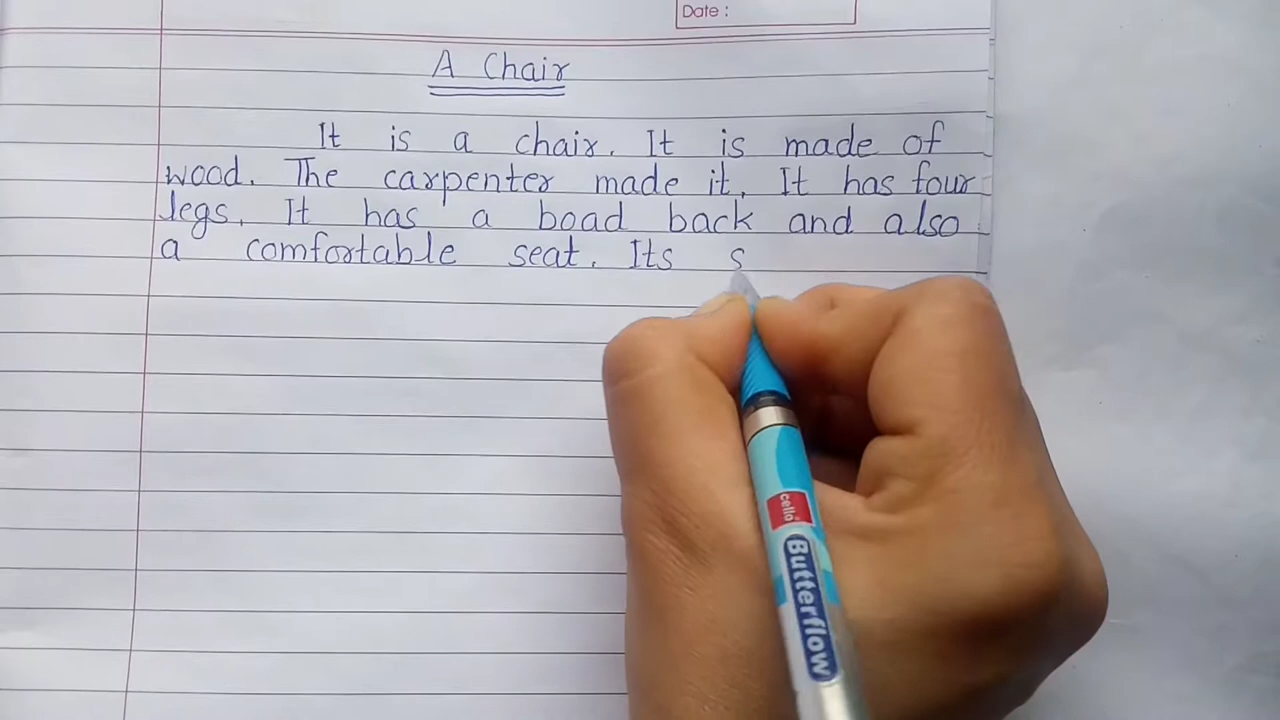 Date :
A Chair
It is a chair. It is made of
wood. The carpenter made it. It has four
legs. It has a boad back and also
a comfortable seat. Its s
cello
Butterflow